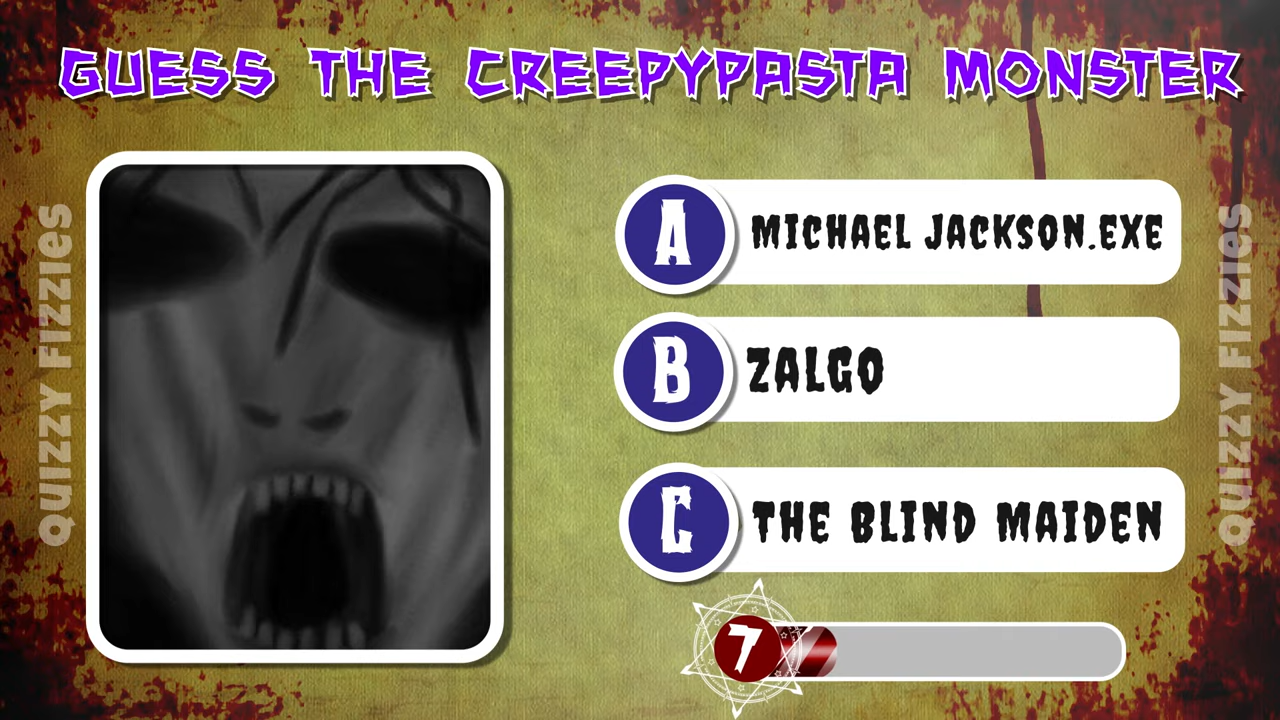 GUESS THE CREEPYPASTA MONSTER
QUIZZY FIZZIES
A MICHAEL JACKSON.EXE
B ZALGO
C THE BLIND MAIDEN
7
QUIZZY FIZZIES